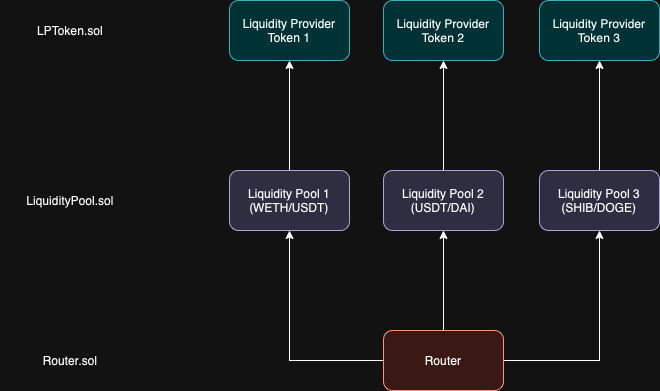 LPToken.sol
Liquidity Provider
Token 1
Liquidity Provider
Token 2
Liquidity Provider
Token 3
LiquidityPool.sol
Liquidity Pool 1
(WETH/USDT)
Liquidity Pool 2
(USDT/DAI)
Liquidity Pool 3
(SHIB/DOGE)
Router.sol
Router